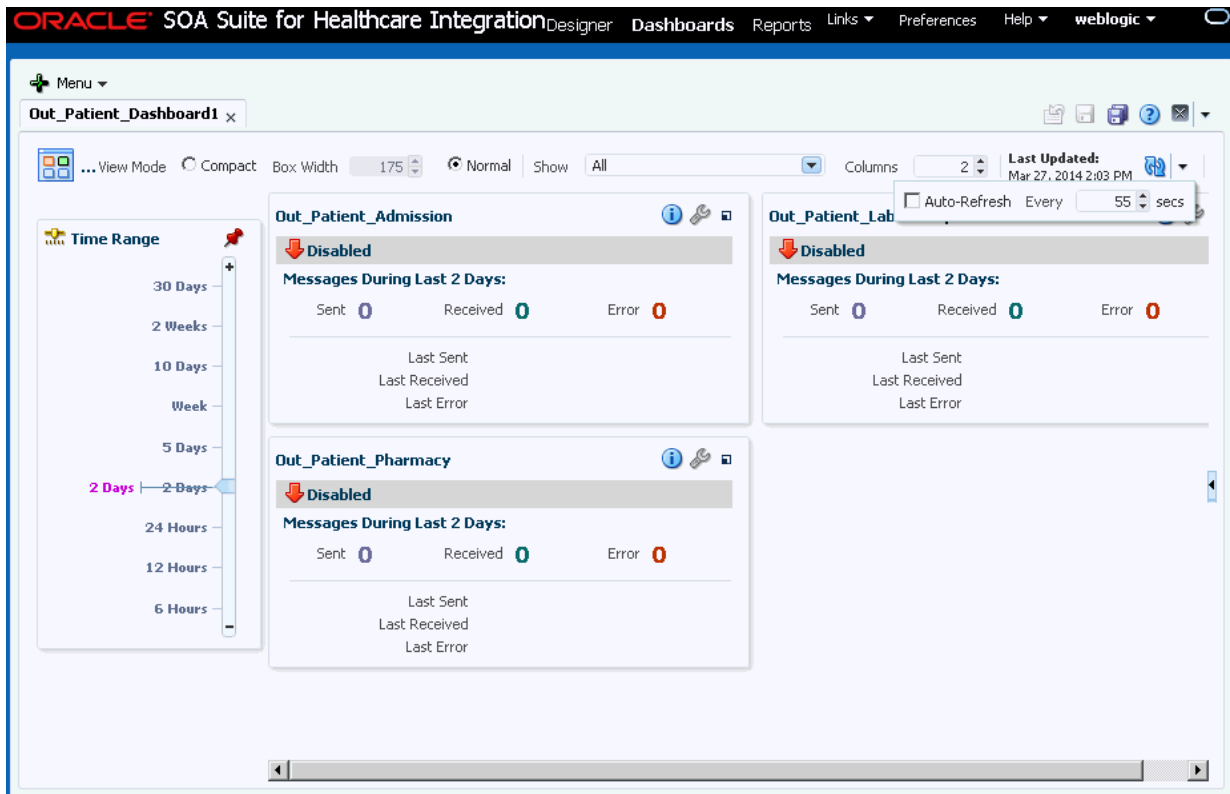 ORACLE SOA Suite for Healthcare Integration Designer Dashboards Reports Links Preferences Help weblogic
Menu
Out_Patient_Dashboard1 x
...View Mode Compact Box Width 175 Normal Show All Columns 2 Last Updated:
Mar 27, 2014 2:03 PM
Auto-Refresh Every 55 secs
Time Range
30 Days
2 Weeks
10 Days
Week
5 Days
2 Days 2 Days
24 Hours
12 Hours
6 Hours
Out_Patient_Admission
Disabled
Messages During Last 2 Days:
Sent 0 Received 0 Error 0
Last Sent
Last Received
Last Error
Out_Patient_Lab
Disabled
Messages During Last 2 Days:
Sent 0 Received 0 Error 0
Last Sent
Last Received
Last Error
Out_Patient_Pharmacy
Disabled
Messages During Last 2 Days:
Sent 0 Received 0 Error 0
Last Sent
Last Received
Last Error